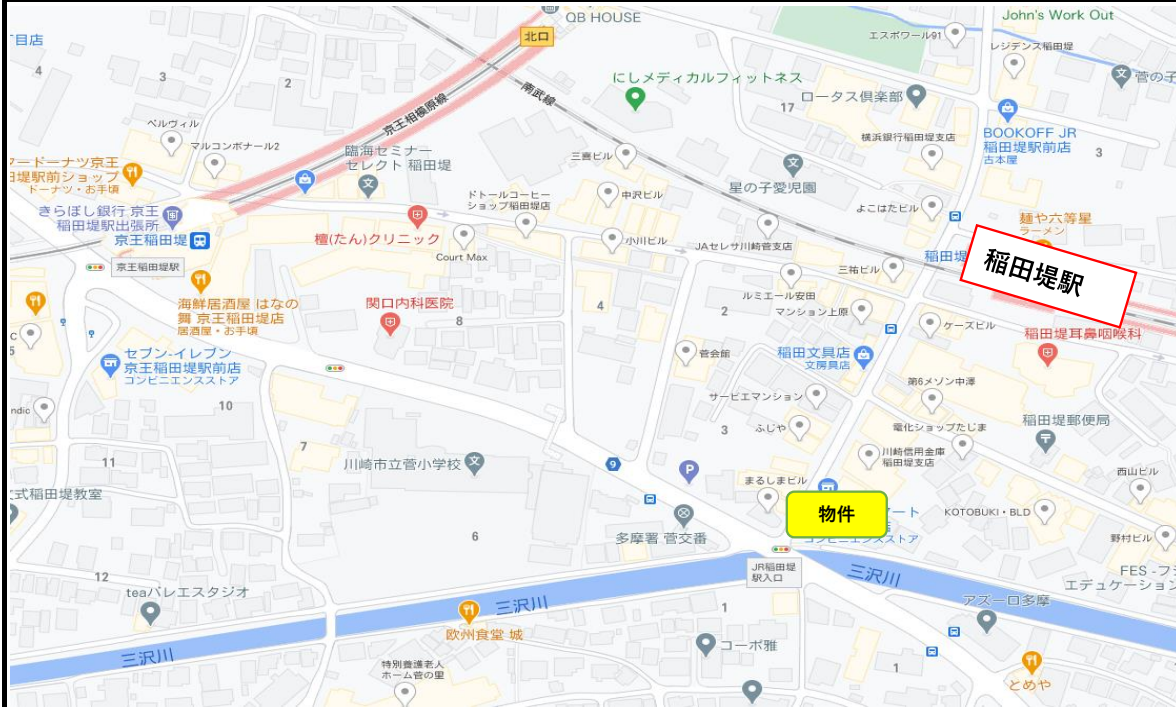 QB HOUSE
John's Work Out
丁目店
北口
エスポワール91
レジデンス稲田堤
4
3
2
南武線
にしメディカルフィットネス
菅の子
京王相模原線
17
ロータス倶楽部
ペルヴィル
マルコンボナール2
横浜銀行稲田堤支店
BOOKOFF JR
稲田堤駅前店
古本屋
3
臨海セミナー
セレクト 稲田堤
三喜ビル
タードーナツ京王
田堤駅前ショップ
ドーナツ・お手頃
星の子愛児園
ドトールコーヒー
ショップ稲田堤店
中沢ビル
きらぼし銀行 京王
稲田堤駅出張所
よこはたビル
麺や六等星
ラーメン
京王稲田堤
檀(たん)クリニック
小川ビル
JAセレサ川崎菅支店
稲田堤
稲田堤駅
Court Max
京王稲田堤駅
三祐ビル
海鮮居酒屋 はなの
舞 京王稲田堤店
居酒屋・お手頃
関口内科医院
8
4
2
ルミエール安田
マンション上原
ケーズビル
稲田堤耳鼻咽喉科
セブン-イレブン
京王稲田堤駅前店
コンビニエンスストア
菅会館
稲田文具店
文房具店
第6メゾン中澤
サービエマンション
ndic
10
稲田堤郵便局
3
ふじや
電化ショップたじま
7
川崎信用金庫
稲田堤支店
11
川崎市立菅小学校
9
P
まるしまビル
西山ビル
式稲田堤教室
物件
ート
コンビニエンスストア
KOTOBUKI・BLD
6
多摩署 菅交番
野村ビル
JR稲田堤
駅入口
三沢川
FES -フジ
エデュケーション
12
teaバレエスタジオ
三沢川
1
アズーロ多摩
欧州食堂 城
コーポ雅
三沢川
特別養護老人
ホーム菅の里
1
とめや